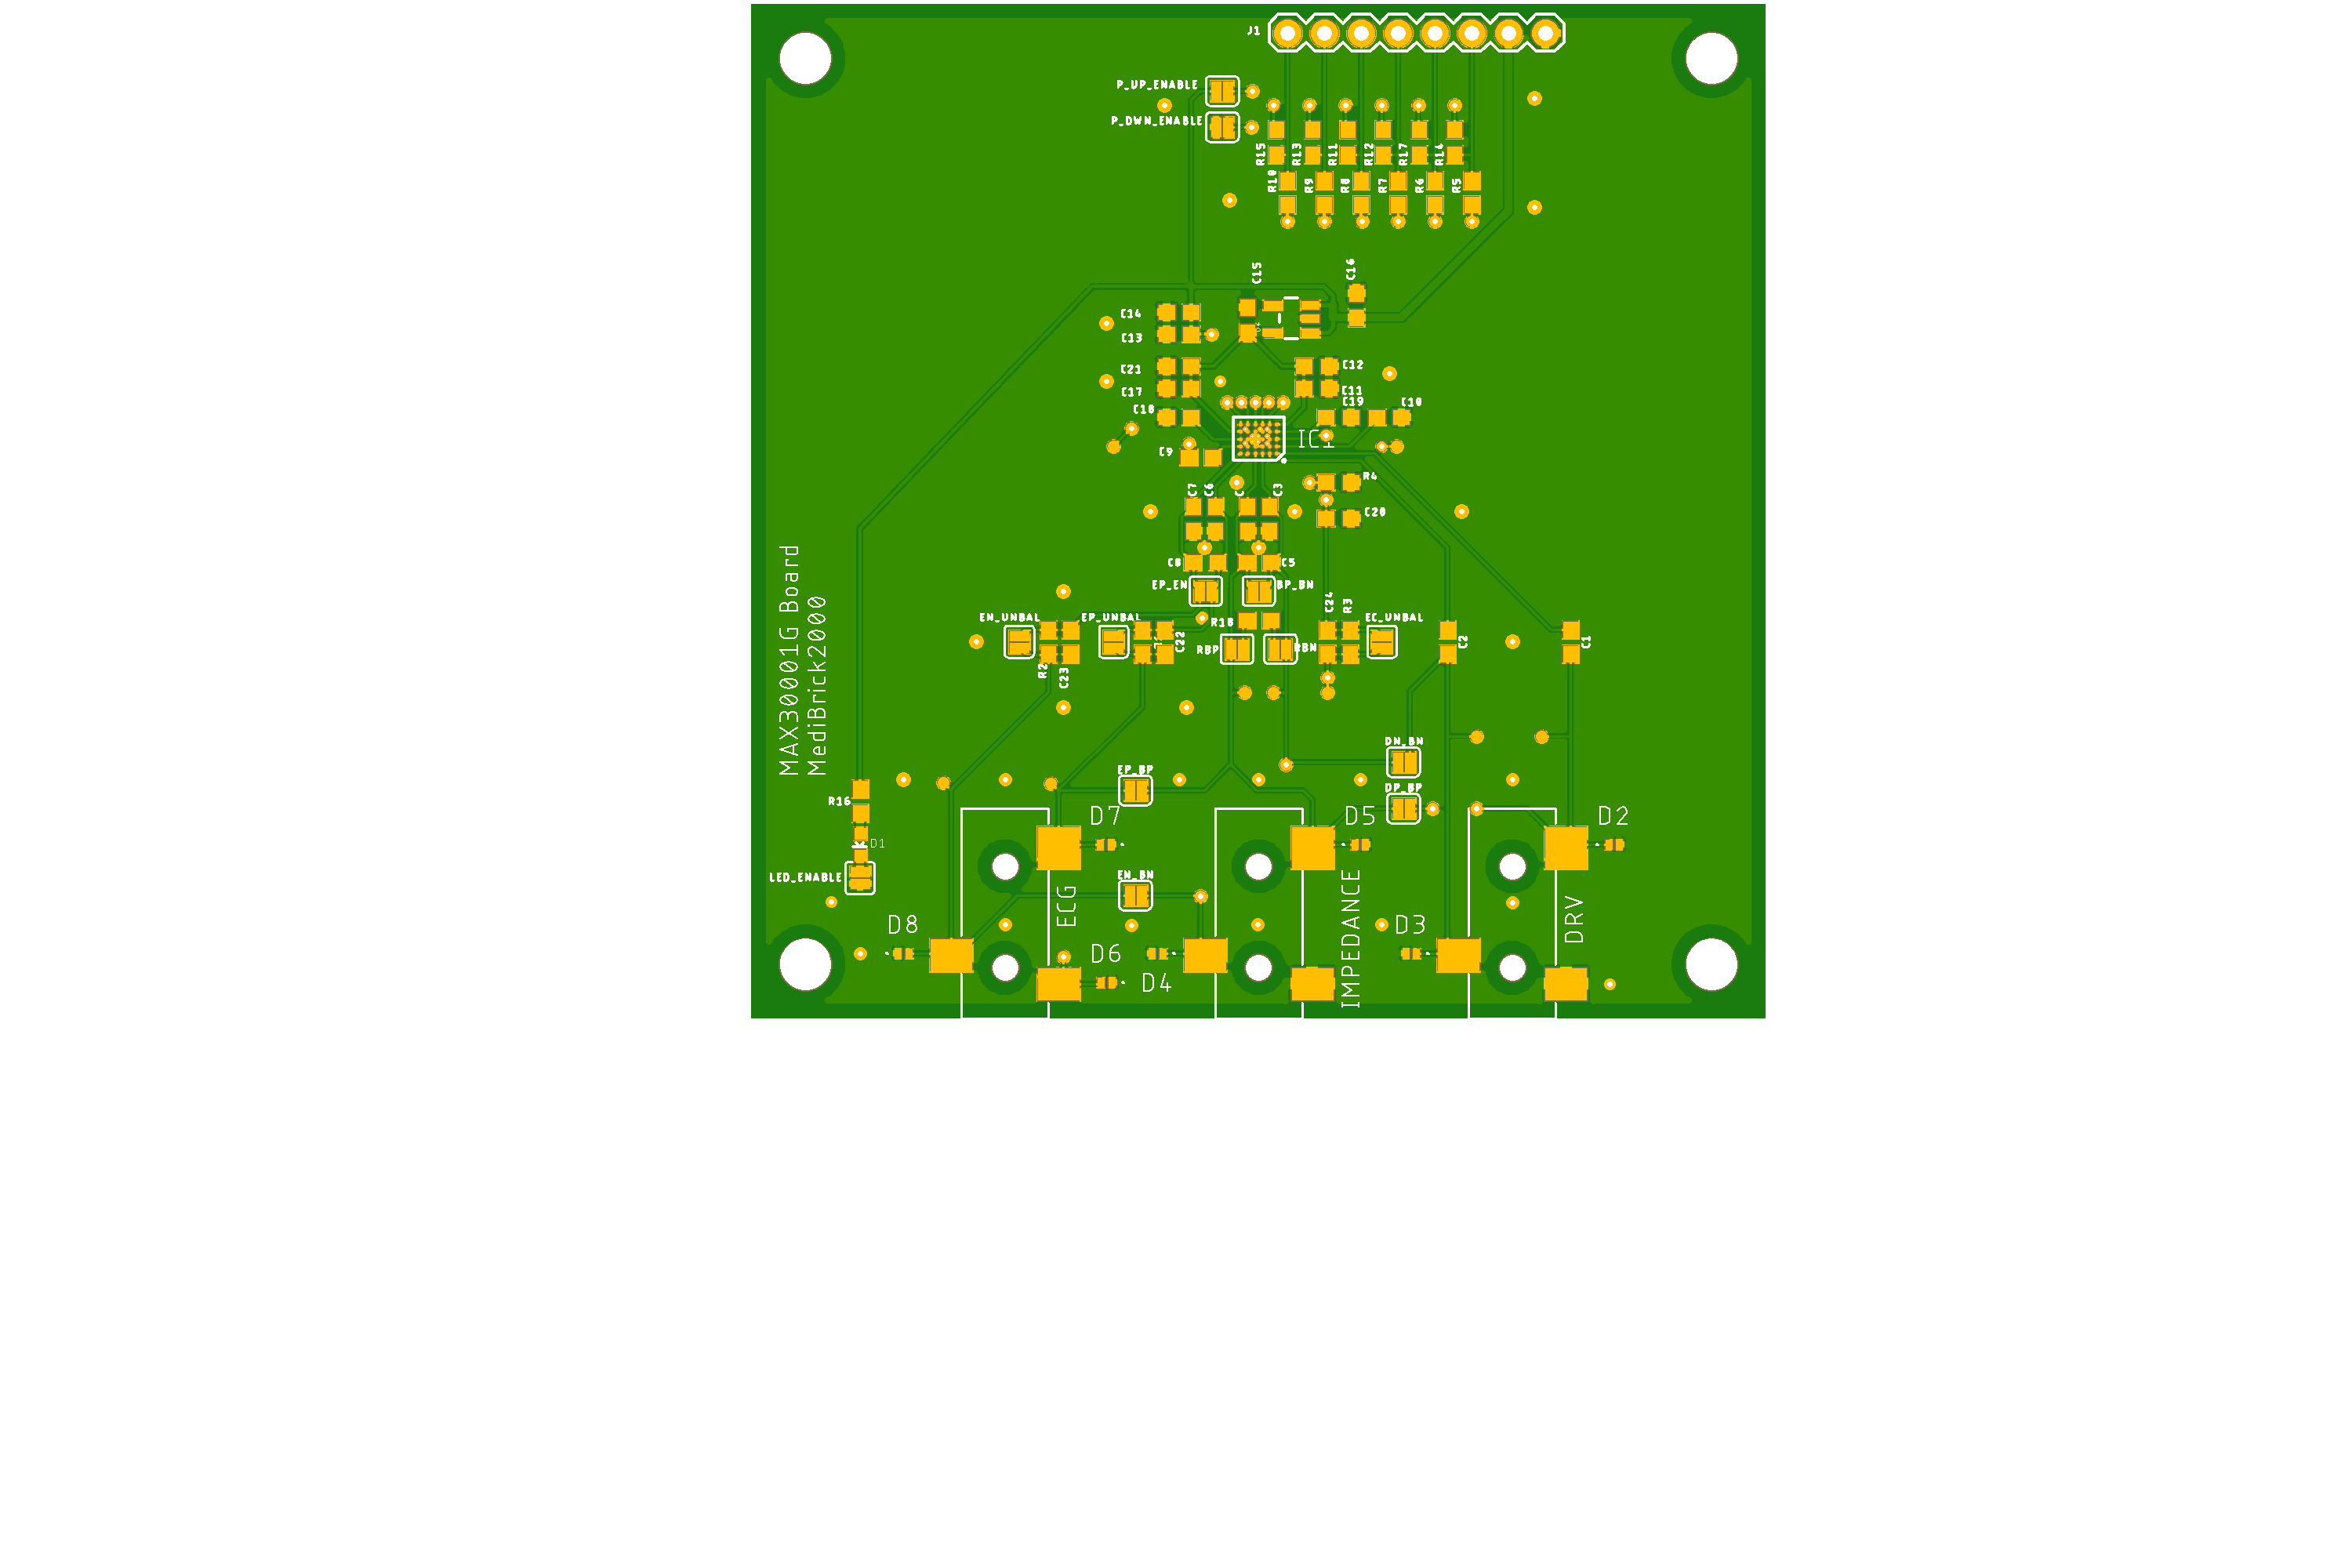 J1
P_UP_ENABLE
P_DWN_ENABLE
R15 R13 R11 R12 R17 R14
R10 R9 R8 R7 R6 R5
C15 C16
C14
C13
C21 C12
C17 C11
C18 C19 C10
IC1
C9
R4
C7 C6 C3
C20
C8 C5
EP_EN BP_BN
C24 R3
EN_UNBAL EP_UNBAL R18 EC_UNBAL
C22 RBP RBN C2 C1
R2 C23
MAX30001G Board
MediBrick2000
DN_BN
EP_BP
DP_BP
R16 D7 D5 D2
D1
LED_ENABLE EN_BN
ECG IMPEDANCE DRV
D8 D3
D6
D4